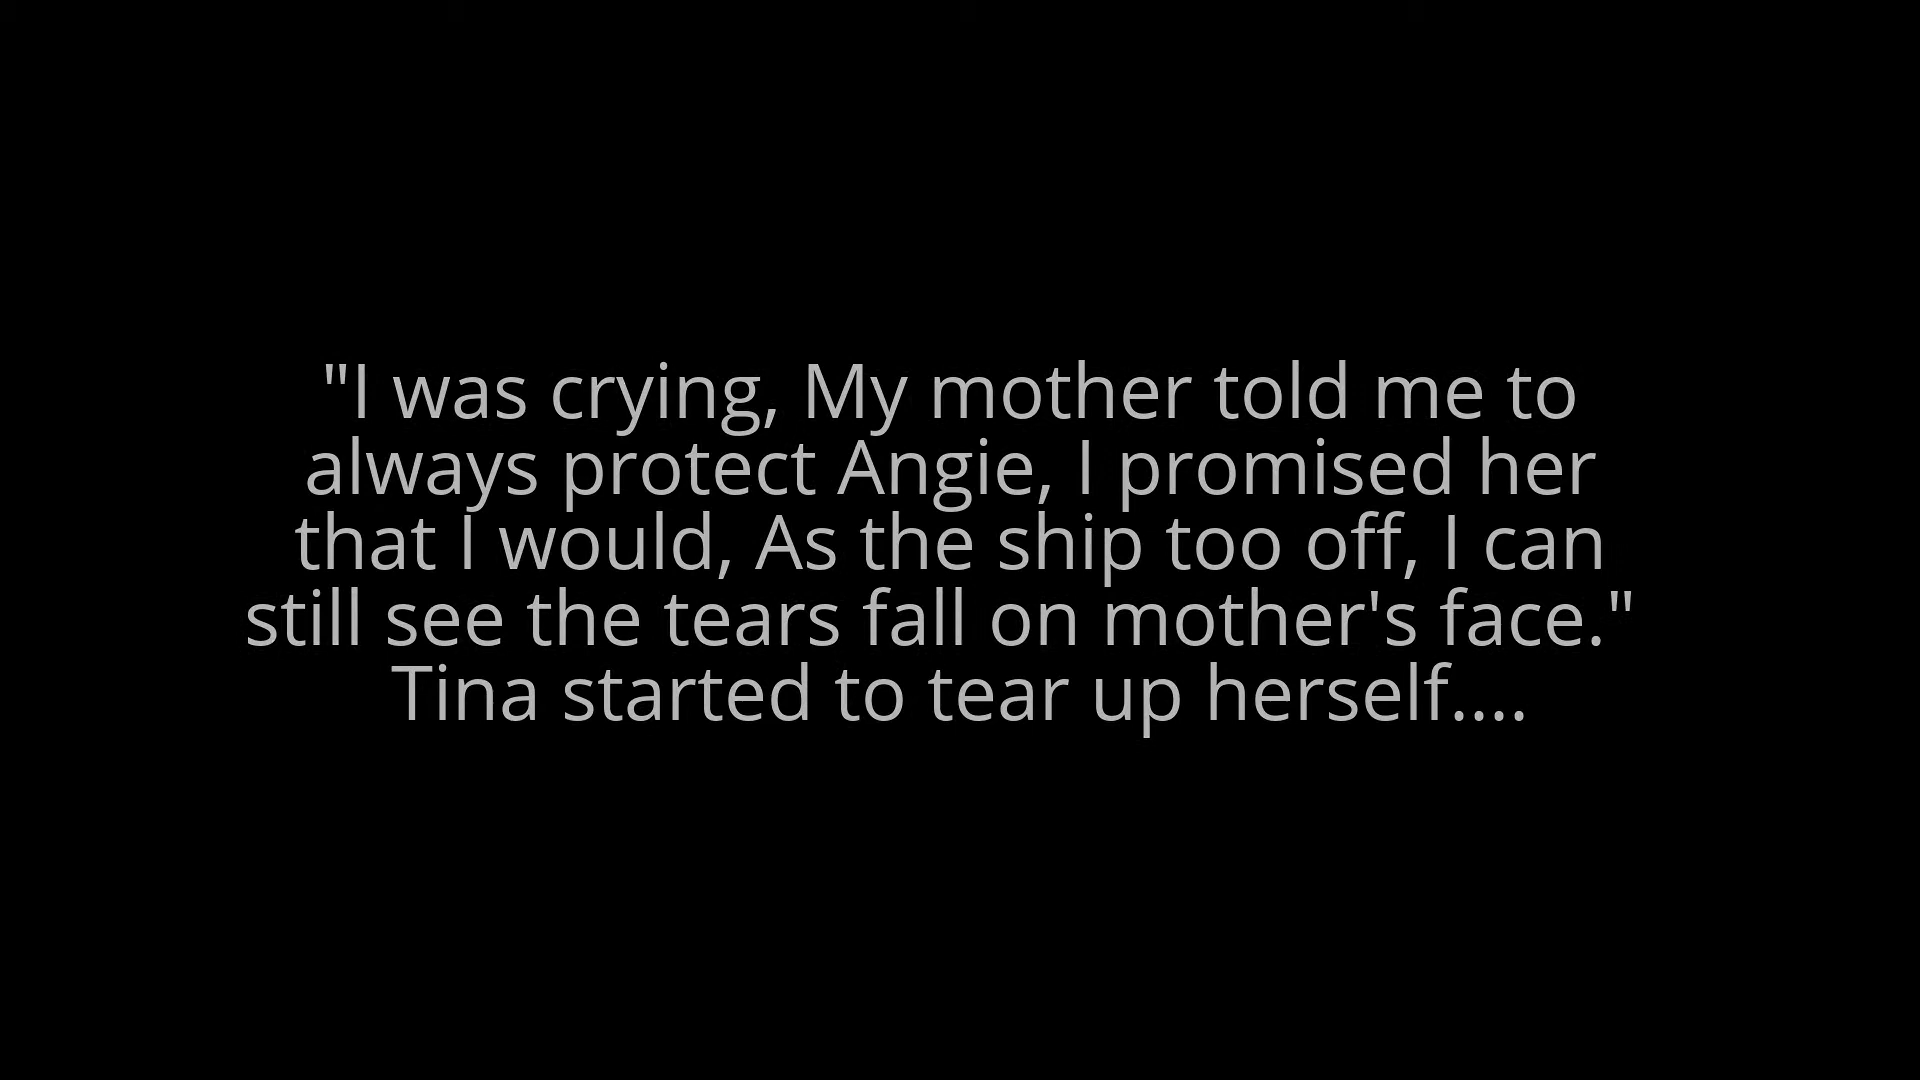 "I was crying, My mother told me to
always protect Angie, I promised her
that I would, As the ship too off, I can
still see the tears fall on mother's face."
Tina started to tear up herself....